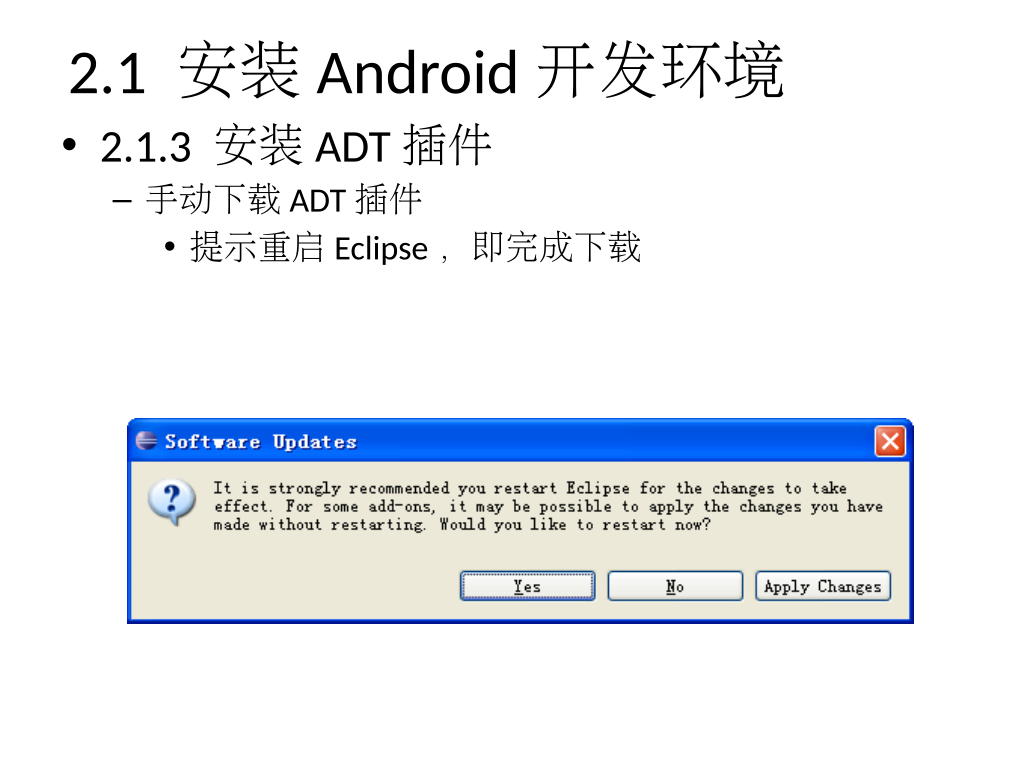 2.1 安装 Android 开发环境
• 2.1.3 安装 ADT 插件
– 手动下载 ADT 插件
• 提示重启 Eclipse ，即完成下载
Software Updates
It is strongly recommended you restart Eclipse for the changes to take
effect. For some add-ons, it may be possible to apply the changes you have
made without restarting. Would you like to restart now?
Yes No Apply Changes